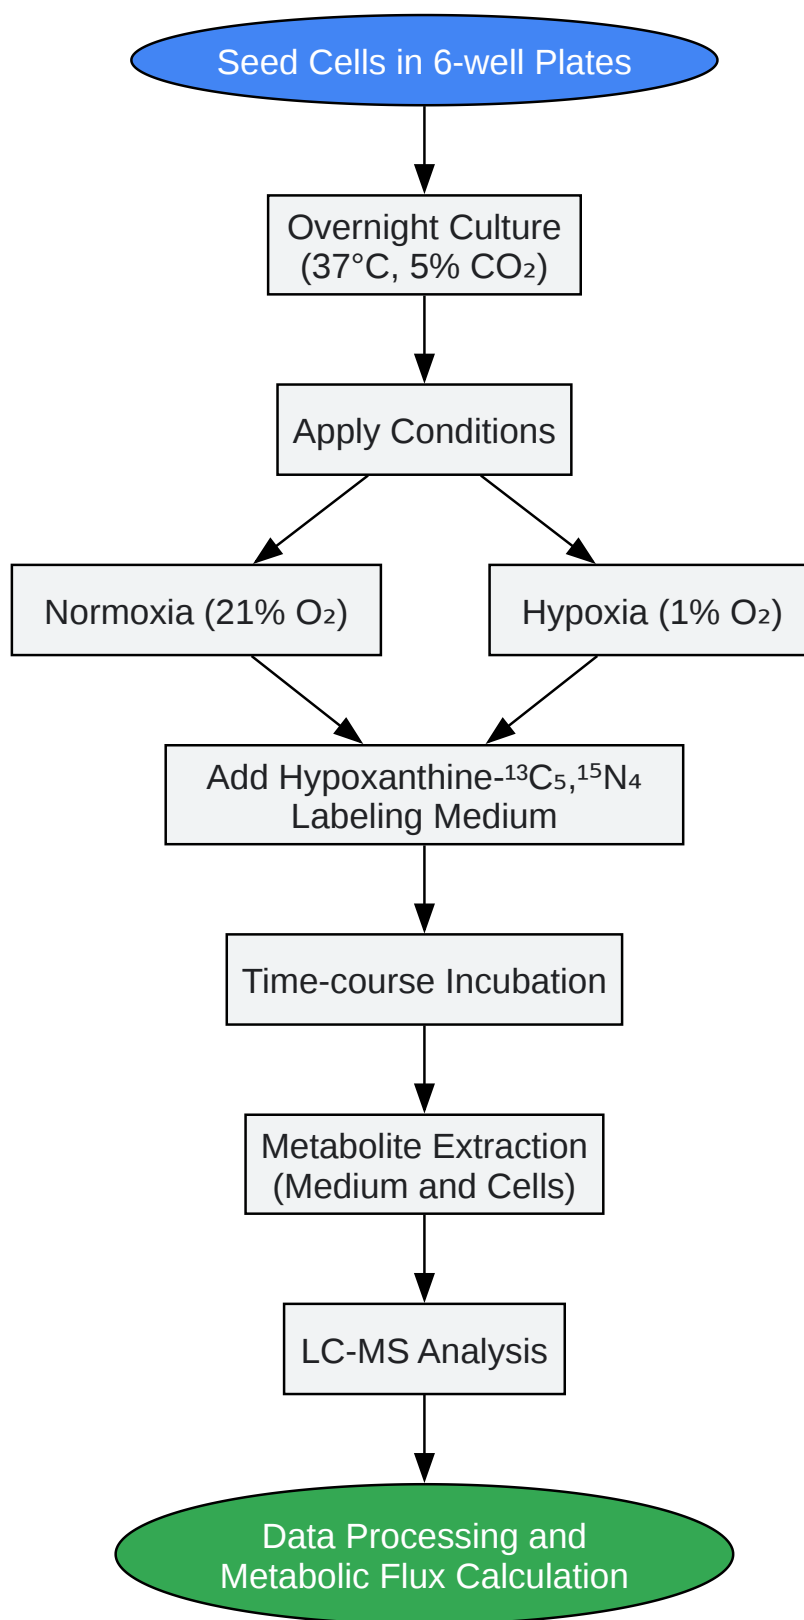 Seed Cells in 6-well Plates
Overnight Culture
(37°C, 5% CO₂)
Apply Conditions
Normoxia (21% O₂)
Hypoxia (1% O₂)
Add Hypoxanthine-¹³C₅,¹⁵N₄
Labeling Medium
Time-course Incubation
Metabolite Extraction
(Medium and Cells)
LC-MS Analysis
Data Processing and
Metabolic Flux Calculation